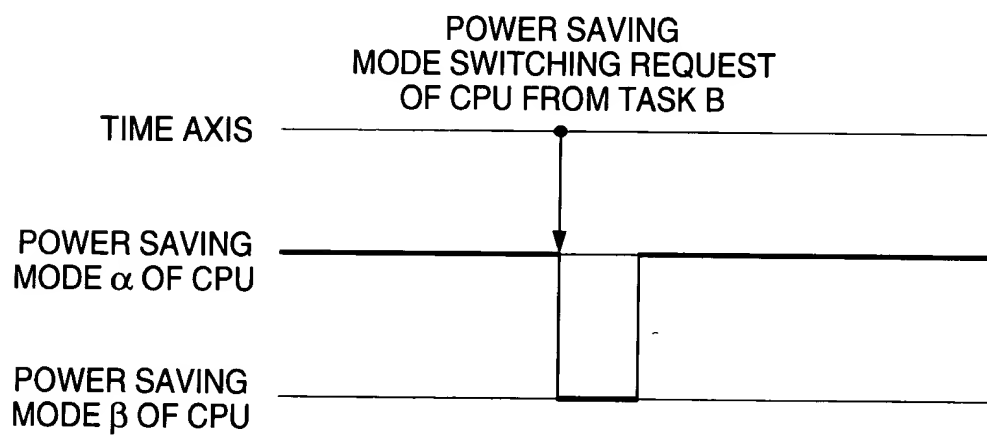 POWER SAVING
MODE SWITCHING REQUEST
OF CPU FROM TASK B
TIME AXIS
POWER SAVING
MODE α OF CPU
POWER SAVING
MODE β OF CPU